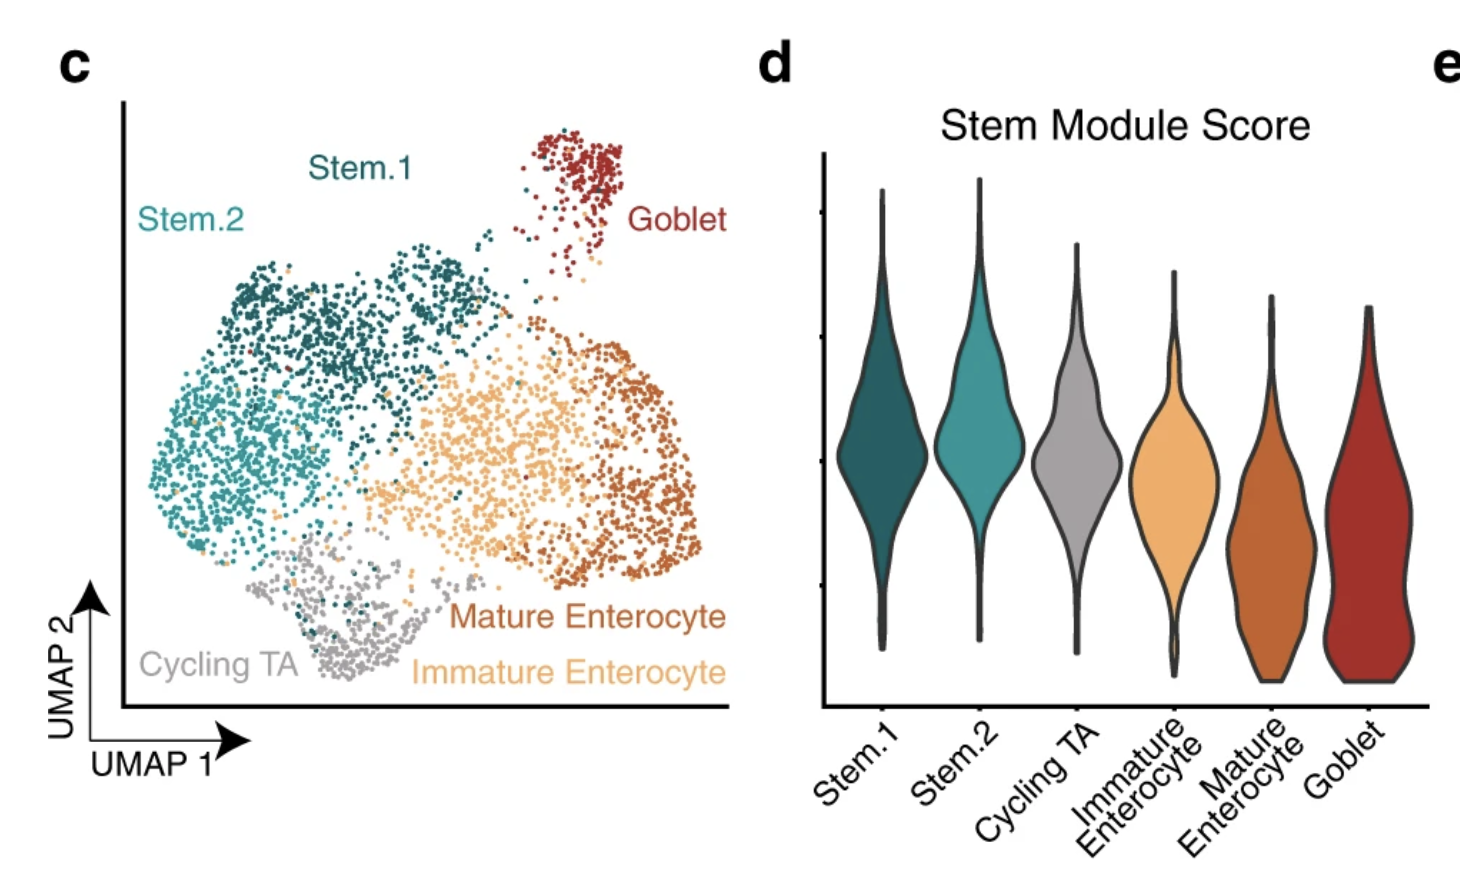 c
Stem.1
Stem.2
Goblet
Mature Enterocyte
Cycling TA
Immature Enterocyte
UMAP 2
UMAP 1
d
Stem Module Score
Stem.1
Stem.2
Cycling TA
Immature
Enterocyte
Mature
Enterocyte
Goblet
e